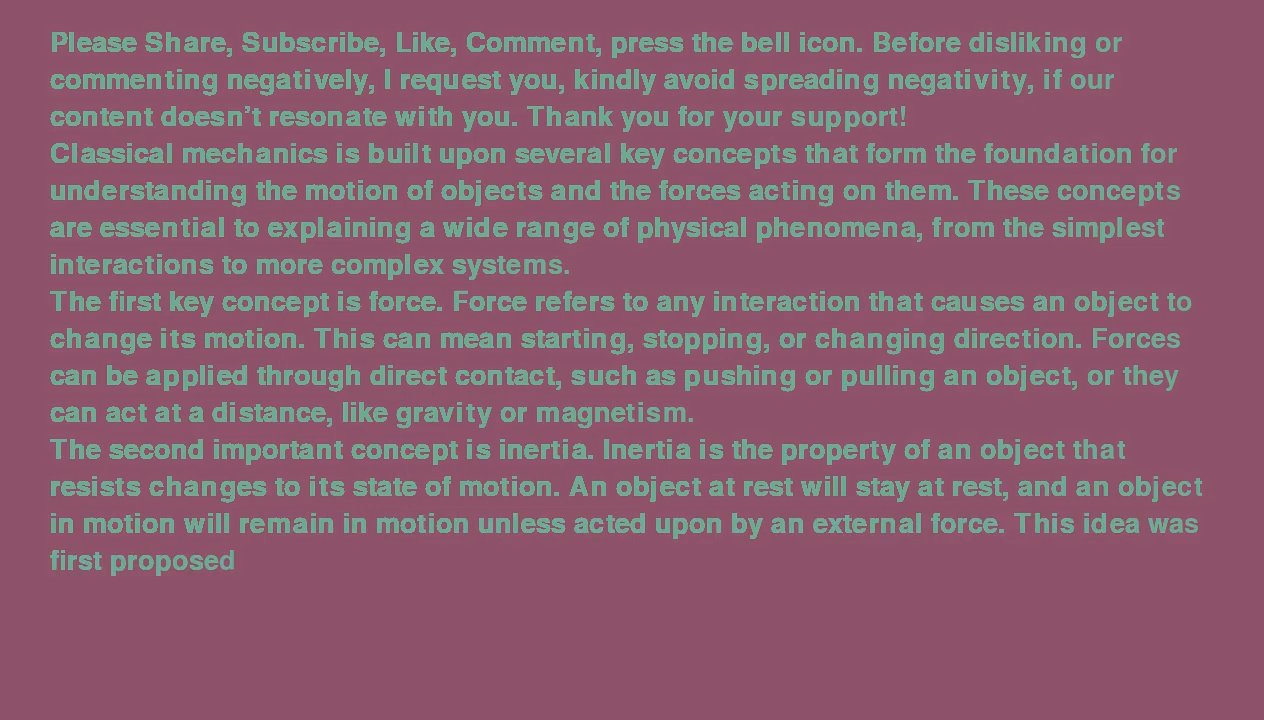 Please Share, Subscribe, Like, Comment, press the bell icon. Before disliking or
commenting negatively, I request you, kindly avoid spreading negativity, if our
content doesn’t resonate with you. Thank you for your support!
Classical mechanics is built upon several key concepts that form the foundation for
understanding the motion of objects and the forces acting on them. These concepts
are essential to explaining a wide range of physical phenomena, from the simplest
interactions to more complex systems.
The first key concept is force. Force refers to any interaction that causes an object to
change its motion. This can mean starting, stopping, or changing direction. Forces
can be applied through direct contact, such as pushing or pulling an object, or they
can act at a distance, like gravity or magnetism.
The second important concept is inertia. Inertia is the property of an object that
resists changes to its state of motion. An object at rest will stay at rest, and an object
in motion will remain in motion unless acted upon by an external force. This idea was
first proposed